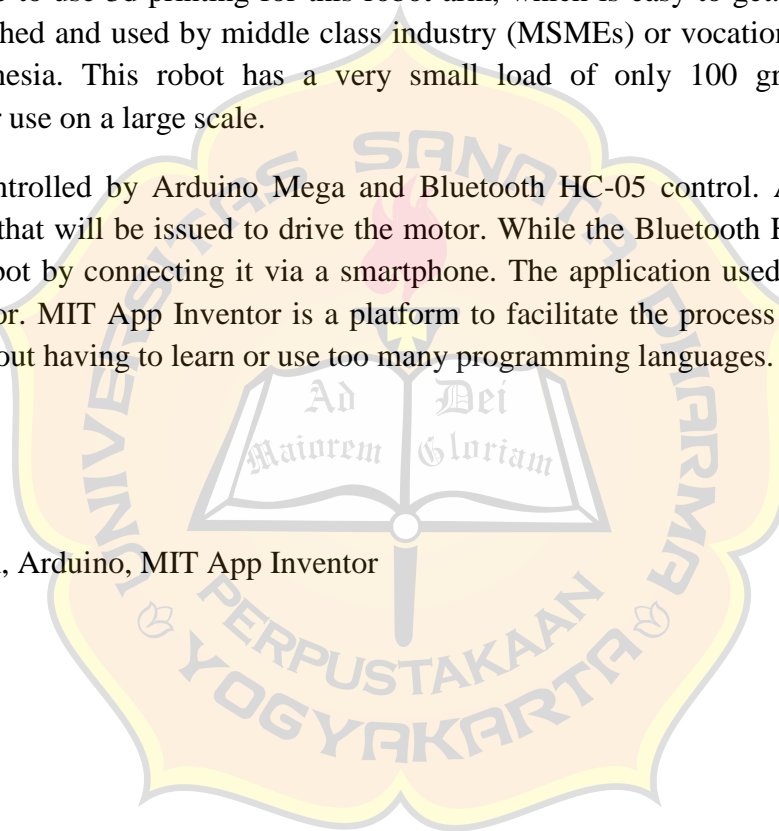 e to use 3d printing for this robot arm, which is easy to get
hed and used by middle class industry (MSMEs) or vocation
nesia. This robot has a very small load of only 100 gr
r use on a large scale.
ntrolled by Arduino Mega and Bluetooth HC-05 control. A
that will be issued to drive the motor. While the Bluetooth H
bot by connecting it via a smartphone. The application used
or. MIT App Inventor is a platform to facilitate the process
out having to learn or use too many programming languages.
, Arduino, MIT App Inventor
UNIVERSITAS SANATA DHARMA
Ad Dei
Maiorem Gloriam
PERPUSTAKAAN
YOGYAKARTA